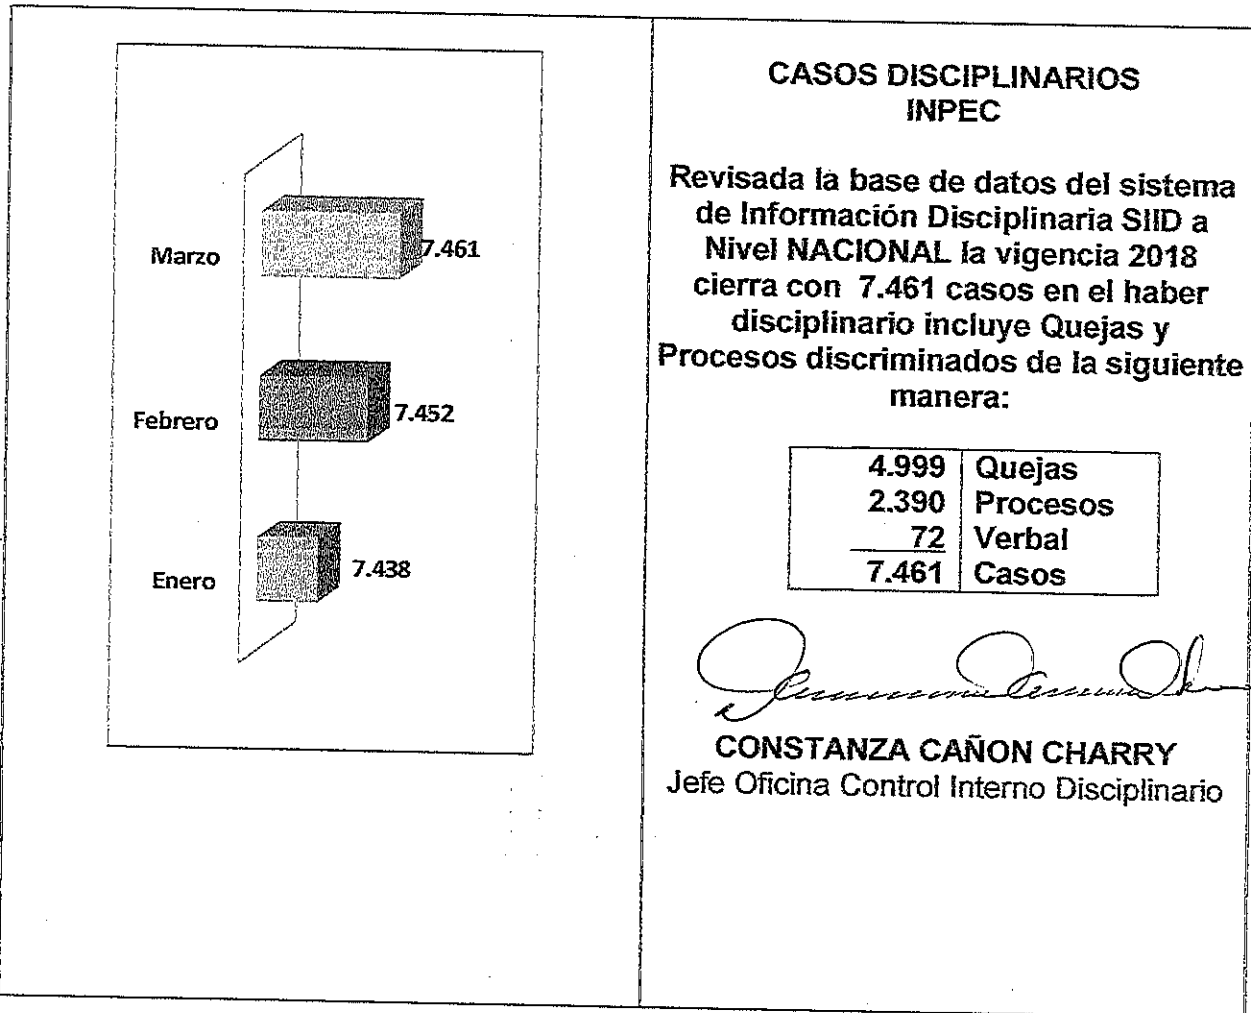 Marzo 7.461
Febrero 7.452
Enero 7.438
CASOS DISCIPLINARIOS
INPEC
Revisada la base de datos del sistema
de Información Disciplinaria SIID a
Nivel NACIONAL la vigencia 2018
cierra con 7.461 casos en el haber
disciplinario incluye Quejas y
Procesos discriminados de la siguiente
manera:
4.999 Quejas
2.390 Procesos
72 Verbal
7.461 Casos
CONSTANZA CAÑON CHARRY
Jefe Oficina Control Interno Disciplinario